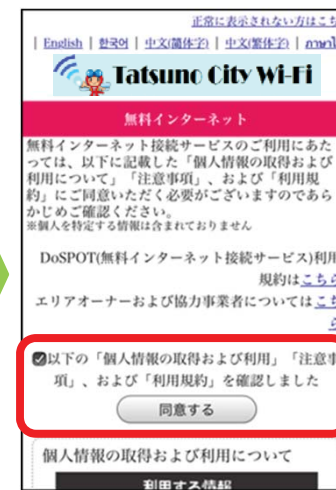 正常に表示されない方はこち
| English | 한국어 | 中文(簡体字) | 中文(繁体字) |
Tatsuno City Wi-Fi
無料インターネット
無料インターネット接続サービスのご利用にあた
っては、以下に記載した「個人情報の取得および
利用について」「注意事項」、および「利用規
約」にご同意いただく必要がございますのであら
かじめご確認ください。
※個人を特定する情報は含まれておりません
DoSPOT(無料インターネット接続サービス)利用
規約はこちら
エリアオーナーおよび協力事業者についてはこち
ら
以下の「個人情報の取得および利用」「注意事
項」、および「利用規約」を確認しました
同意する
個人情報の取得および利用について
利用する情報